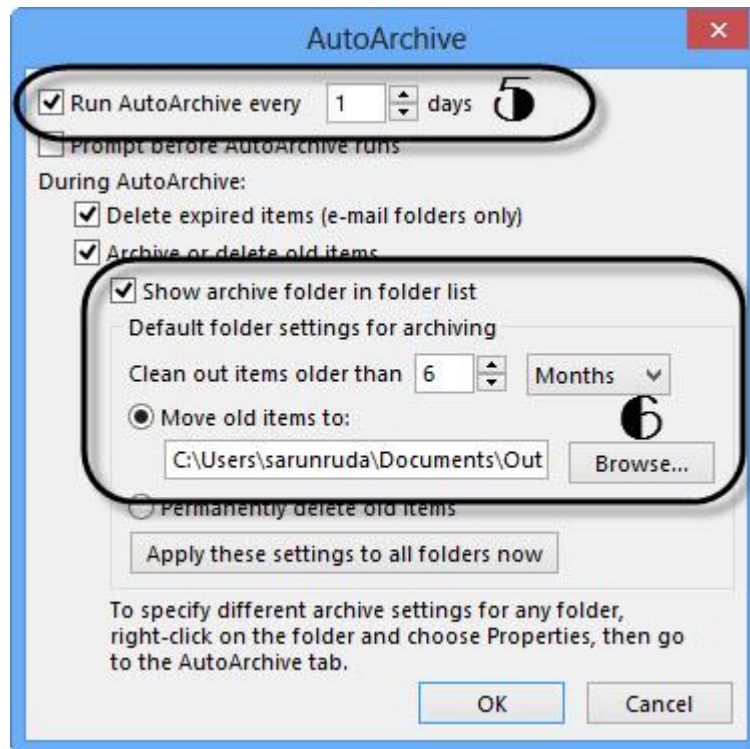 AutoArchive
Run AutoArchive every 1 days 5
Prompt before AutoArchive runs
During AutoArchive:
Delete expired items (e-mail folders only)
Archive or delete old items
Show archive folder in folder list
Default folder settings for archiving
Clean out items older than 6 Months
Move old items to: 6
C:\Users\sarunruda\Documents\Out Browse...
Permanently delete old items
Apply these settings to all folders now
To specify different archive settings for any folder,
right-click on the folder and choose Properties, then go
to the AutoArchive tab.
OK Cancel